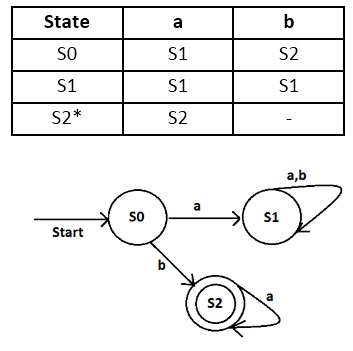 State a b
S0 S1 S2
S1 S1 S1
S2* S2 -
a,b
S0 a S1
Start
b
S2 a